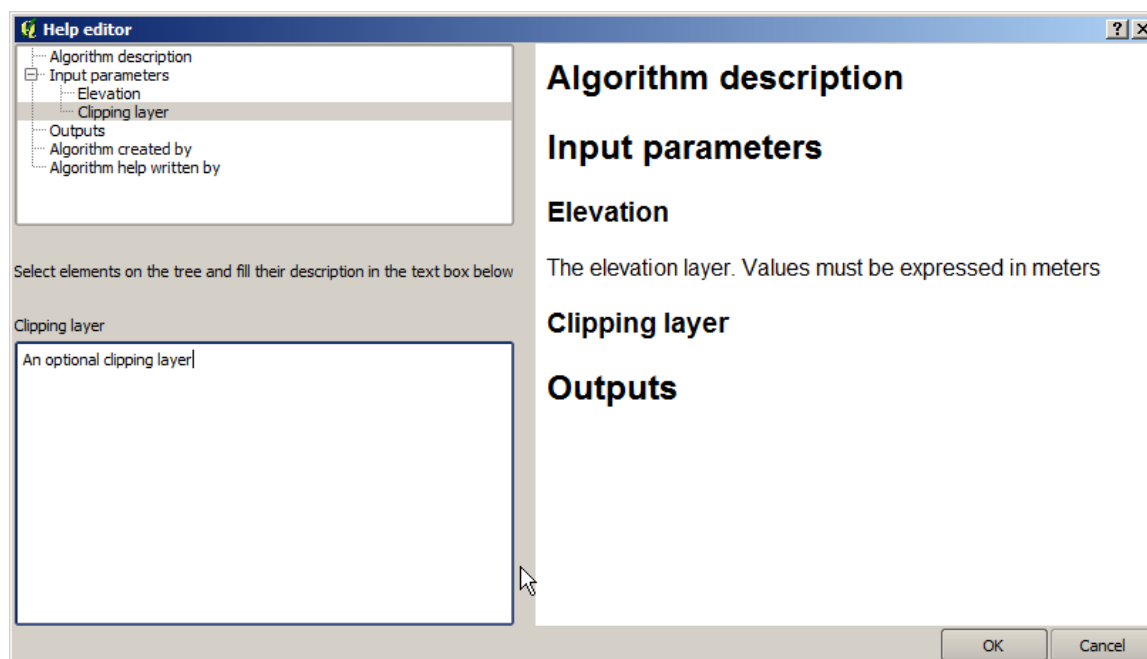 Help editor
Algorithm description
Input parameters
Elevation
Clipping layer
Outputs
Algorithm created by
Algorithm help written by
Select elements on the tree and fill their description in the text box below
Clipping layer
An optional clipping layer
Algorithm description
Input parameters
Elevation
The elevation layer. Values must be expressed in meters
Clipping layer
Outputs
OK
Cancel